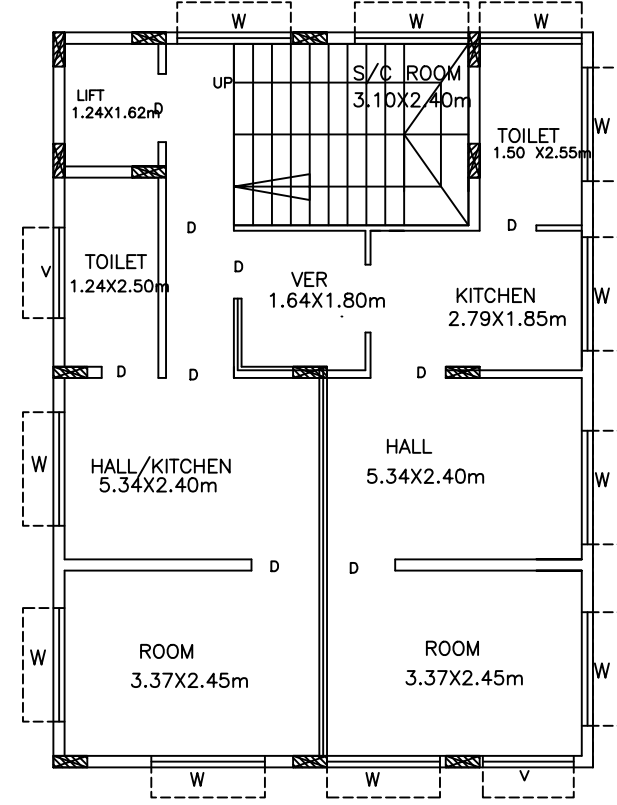 W
W
W
S/C ROOM
3.10X2.40m
UP
LIFT
1.24X1.62m
D
W
TOILET
1.50 X2.55m
D
D
D
TOILET
1.24X2.50m
V
VER
1.64X1.80m
KITCHEN
2.79X1.85m
W
D
D
D
HALL/KITCHEN
5.34X2.40m
W
HALL
5.34X2.40m
W
D
D
ROOM
3.37X2.45m
W
ROOM
3.37X2.45m
W
W
W
V